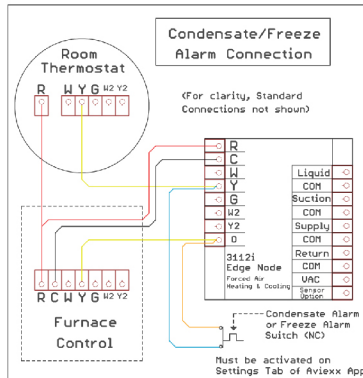 Condensate/Freeze
Alarm Connection
Room
Thermostat
R WYG W2 Y2
(For clarity, Standard
Connections not shown)
R
C
W
Y
G
W2
Y2
O
3112i
Edge Node
Forced Air
Heating & Cooling
Liquid
COM
Suction
COM
Supply
COM
Return
COM
VAC
Sensor
Option
RCWYG W2 Y2
Furnace
Control
Condensate Alarm
or Freeze Alarm
Switch (NC)
Must be activated on
Settings Tab of Aviexx App